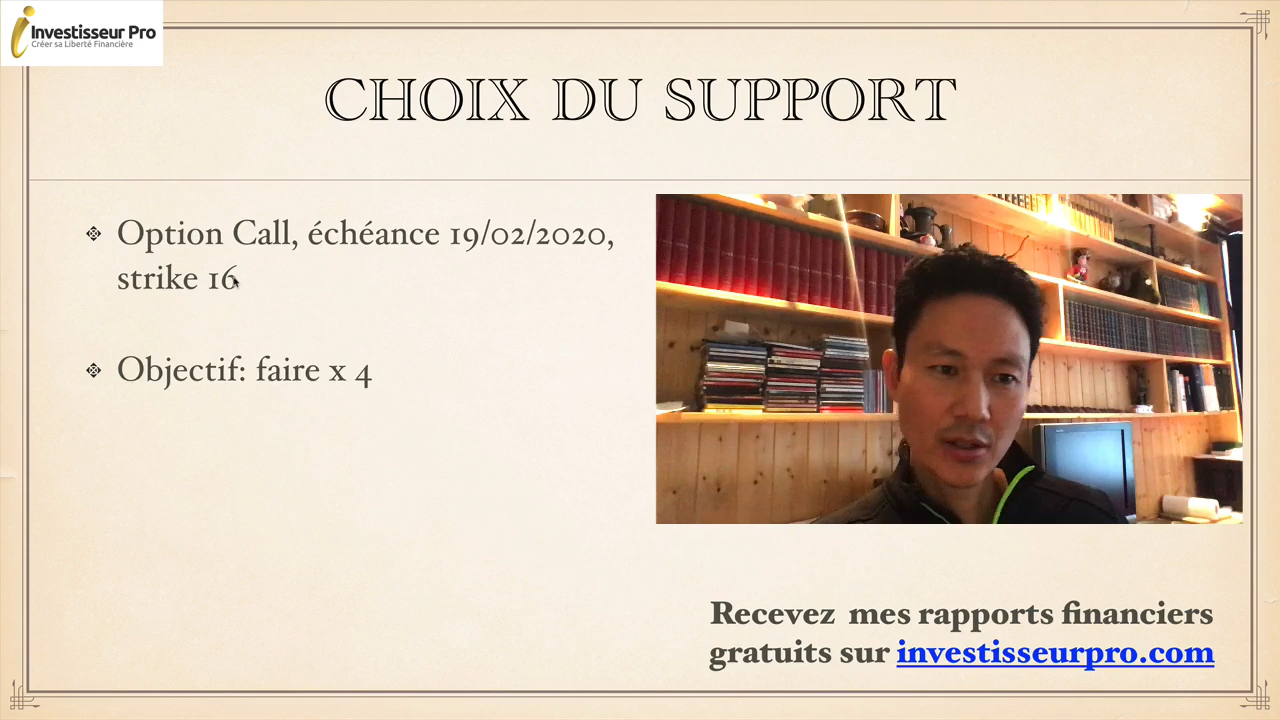 Investisseur Pro
Créer sa Liberté Financière
CHOIX DU SUPPORT
Option Call, échéance 19/02/2020,
strike 16
Objectif: faire x 4
Recevez mes rapports financiers
gratuits sur investisseurpro.com